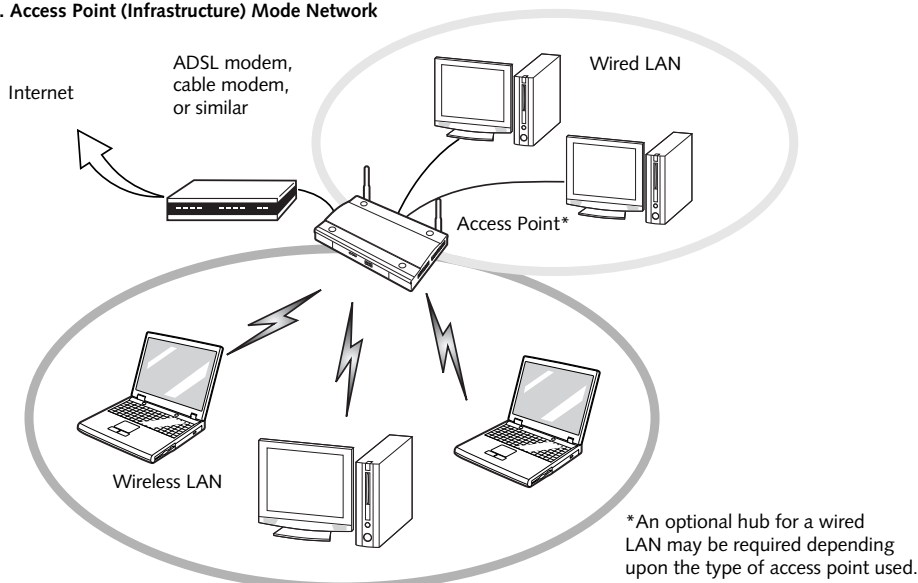 . Access Point (Infrastructure) Mode Network
ADSL modem,
cable modem,
or similar
Wired LAN
Internet
Access Point*
Wireless LAN
*An optional hub for a wired
LAN may be required depending
upon the type of access point used.